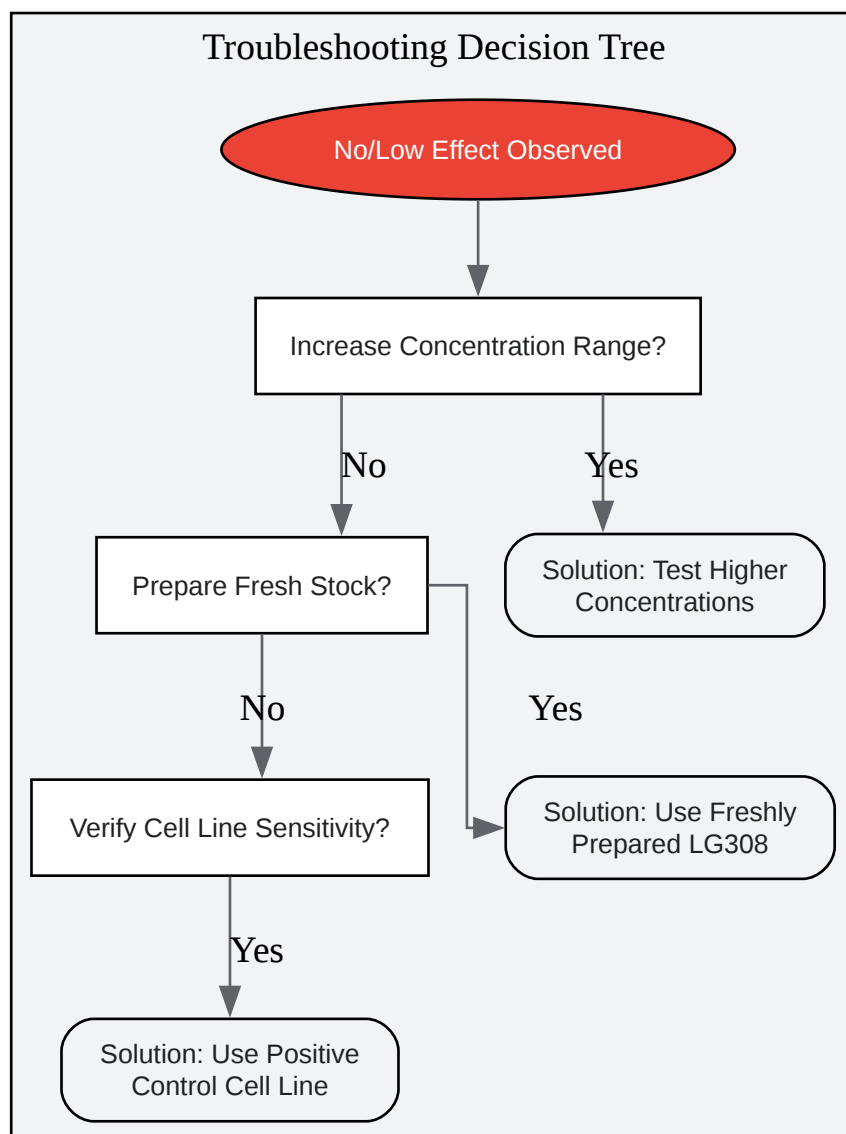 Troubleshooting Decision Tree
No/Low Effect Observed
Increase Concentration Range?
No
Yes
Prepare Fresh Stock?
Solution: Test Higher
Concentrations
No
Yes
Verify Cell Line Sensitivity?
Solution: Use Freshly
Prepared LG308
Yes
Solution: Use Positive
Control Cell Line